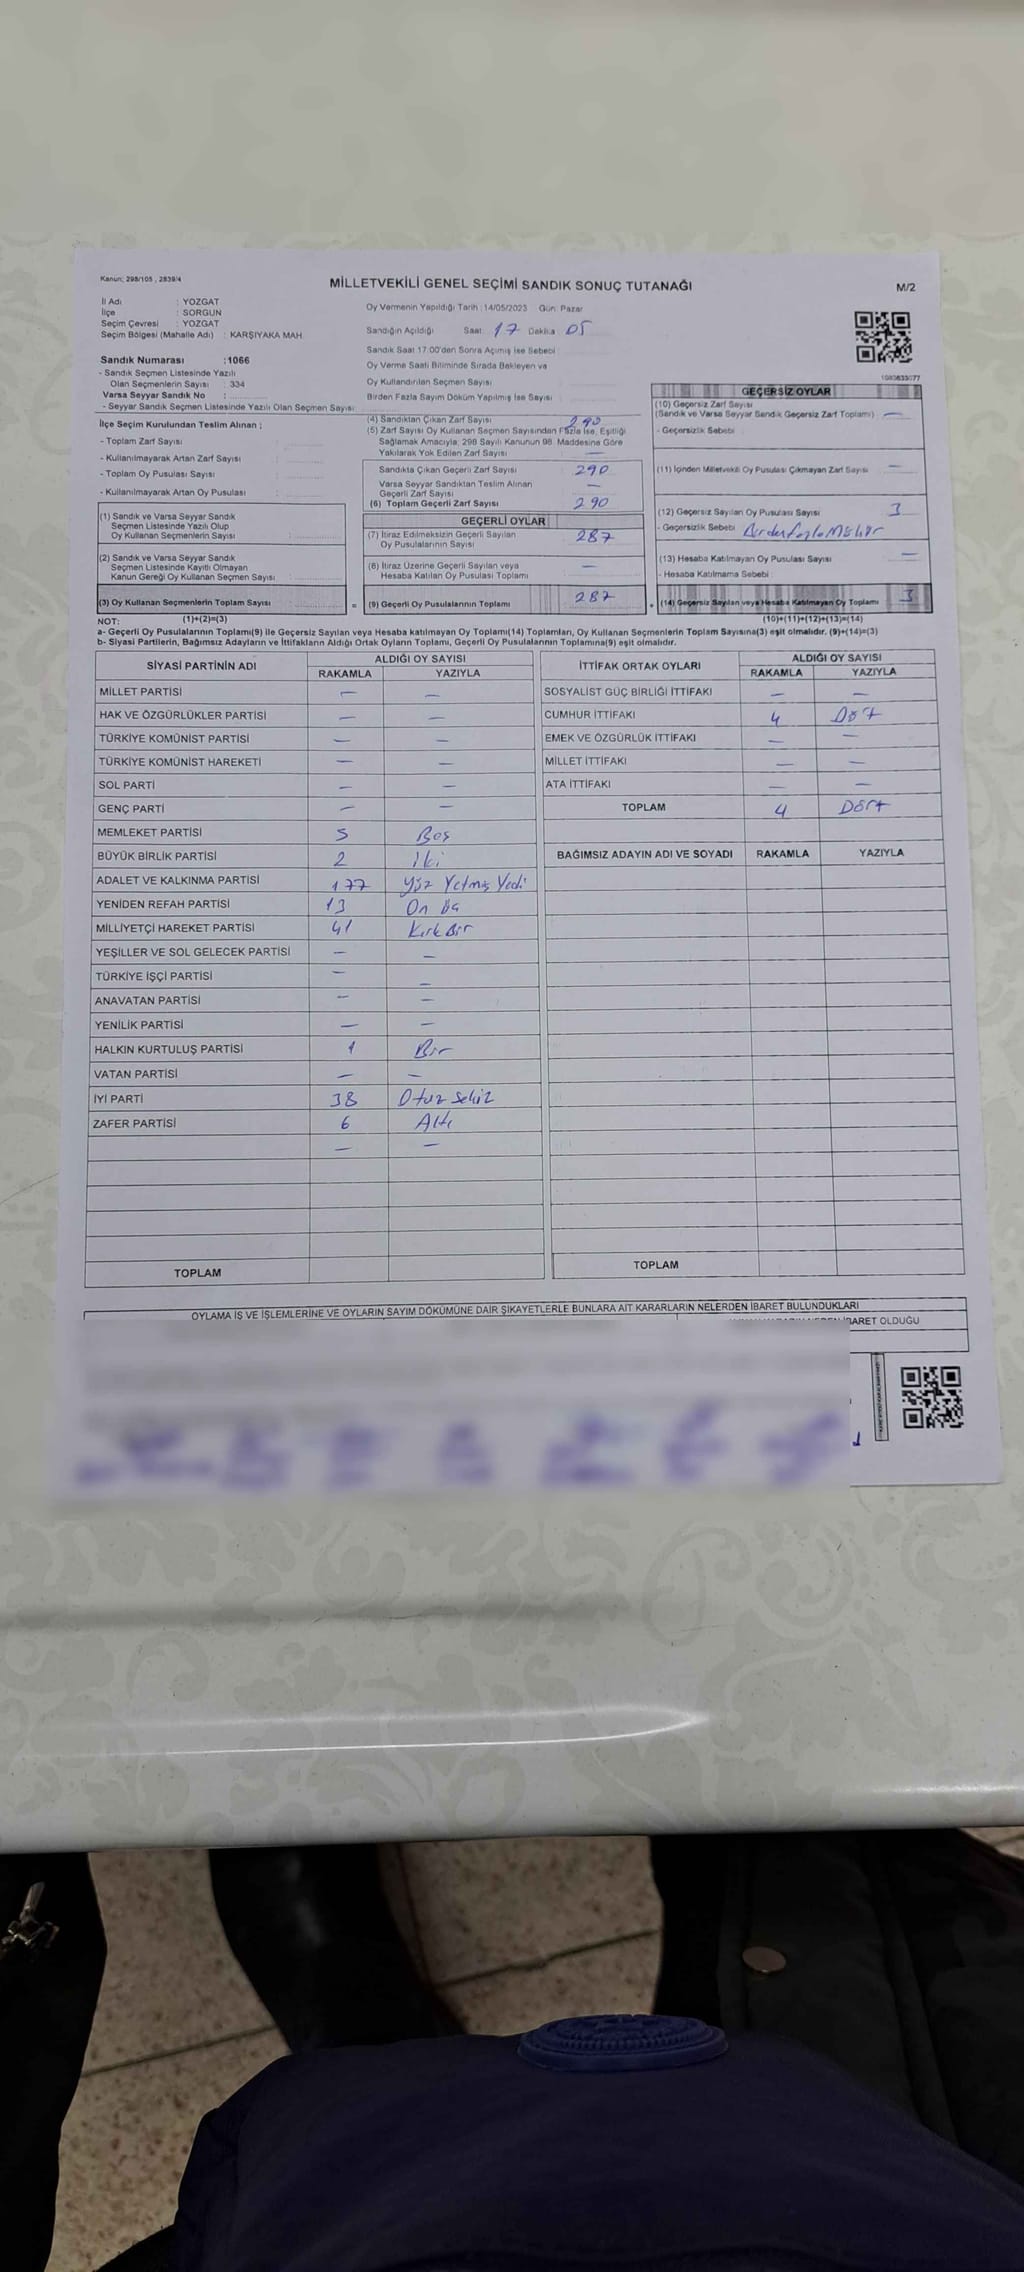 Kanun; 298/105 , 2839/4
MİLLETVEKİLİ GENEL SEÇİMİ SANDIK SONUÇ TUTANAĞI
M/2
İl Adı : YOZGAT
İlçe : SORGUN
Seçim Çevresi : YOZGAT
Seçim Bölgesi (Mahalle Adı) : KARŞIYAKA MAH.
Oy Vermenin Yapıldığı Tarih :14/05/2023 Gün: Pazar
Sandığın Açıldığı Saat: 17 Dakika: 05
Sandık Saat 17:00'den Sonra Açılmış İse Sebebi
Oy Verme Saati Bitiminde Sırada Bekleyen ve
Oy Kullandırılan Seçmen Sayısı
Birden Fazla Sayım Döküm Yapılmış İse Sayısı
Sandık Numarası :1066
- Sandık Seçmen Listesinde Yazılı
Olan Seçmenlerin Sayısı : 334
Varsa Seyyar Sandık No :
- Seyyar Sandık Seçmen Listesinde Yazılı Olan Seçmen Sayısı:
İlçe Seçim Kurulundan Teslim Alınan ;
- Toplam Zarf Sayısı :
- Kullanılmayarak Artan Zarf Sayısı :
- Toplam Oy Pusulası Sayısı :
- Kullanılmayarak Artan Oy Pusulası :
(1) Sandık ve Varsa Seyyar Sandık
Seçmen Listesinde Yazılı Olup
Oy Kullanan Seçmenlerin Sayısı :
(2) Sandık ve Varsa Seyyar Sandık
Seçmen Listesinde Kayıtlı Olmayan
Kanun Gereği Oy Kullanan Seçmen Sayısı :
(3) Oy Kullanan Seçmenlerin Toplam Sayısı =
(4) Sandıktan Çıkan Zarf Sayısı 290
(5) Zarf Sayısı Oy Kullanan Seçmen Sayısından Fazla İse, Eşitliği
Sağlamak Amacıyla; 298 Sayılı Kanunun 98. Maddesine Göre
Yakılarak Yok Edilen Zarf Sayısı —
Sandıkta Çıkan Geçerli Zarf Sayısı 290
Varsa Seyyar Sandıktan Teslim Alınan
Geçerli Zarf Sayısı —
(6) Toplam Geçerli Zarf Sayısı 290
GEÇERLİ OYLAR
(7) İtiraz Edilmeksizin Geçerli Sayılan
Oy Pusulalarının Sayısı 287
(8) İtiraz Üzerine Geçerli Sayılan veya
Hesaba Katılan Oy Pusulası Toplamı —
(9) Geçerli Oy Pusulalarının Toplamı 287 +
1083633077
GEÇERSİZ OYLAR
(10) Geçersiz Zarf Sayısı
(Sandık ve Varsa Seyyar Sandık Geçersiz Zarf Toplamı) —
- Geçersizlik Sebebi :
(11) İçinden Milletvekili Oy Pusulası Çıkmayan Zarf Sayısı —
(12) Geçersiz Sayılan Oy Pusulası Sayısı 3
- Geçersizlik Sebebi : Birden fazla Mühür
(13) Hesaba Katılmayan Oy Pusulası Sayısı —
- Hesaba Katılmama Sebebi :
(14) Geçersiz Sayılan veya Hesaba Katılmayan Oy Toplamı 3
NOT: (1)+(2)=(3) (10)+(11)+(12)+(13)=(14)
a- Geçerli Oy Pusulalarının Toplamı(9) ile Geçersiz Sayılan veya Hesaba katılmayan Oy Toplamı(14) Toplamları, Oy Kullanan Seçmenlerin Toplam Sayısına(3) eşit olmalıdır. (9)+(14)=(3)
b- Siyasi Partilerin, Bağımsız Adayların ve İttifakların Aldığı Ortak Oyların Toplamı, Geçerli Oy Pusulalarının Toplamına(9) eşit olmalıdır.
SİYASİ PARTİNİN ADI ALDIĞI OY SAYISI
RAKAMLA YAZIYLA
MİLLET PARTİSİ — —
HAK VE ÖZGÜRLÜKLER PARTİSİ — —
TÜRKİYE KOMÜNİST PARTİSİ — —
TÜRKİYE KOMÜNİST HAREKETİ — —
SOL PARTİ — —
GENÇ PARTİ — —
MEMLEKET PARTİSİ 5 Beş
BÜYÜK BİRLİK PARTİSİ 2 İki
ADALET VE KALKINMA PARTİSİ 177 Yüz Yetmiş Yedi
YENİDEN REFAH PARTİSİ 13 On Üç
MİLLİYETÇİ HAREKET PARTİSİ 41 Kırk Bir
YEŞİLLER VE SOL GELECEK PARTİSİ — —
TÜRKİYE İŞÇİ PARTİSİ — —
ANAVATAN PARTİSİ — —
YENİLİK PARTİSİ — —
HALKIN KURTULUŞ PARTİSİ 1 Bir
VATAN PARTİSİ — —
İYİ PARTİ 38 Otuz Sekiz
ZAFER PARTİSİ 6 Altı
— —
TOPLAM
İTTİFAK ORTAK OYLARI ALDIĞI OY SAYISI
RAKAMLA YAZIYLA
SOSYALİST GÜÇ BİRLİĞİ İTTİFAKI — —
CUMHUR İTTİFAKI 4 Dört
EMEK VE ÖZGÜRLÜK İTTİFAKI — —
MİLLET İTTİFAKI — —
ATA İTTİFAKI — —
TOPLAM 4 Dört
BAĞIMSIZ ADAYIN ADI VE SOYADI RAKAMLA YAZIYLA
TOPLAM
OYLAMA İŞ VE İŞLEMLERİNE VE OYLARIN SAYIM DÖKÜMÜNE DAİR ŞİKAYETLERLE BUNLARA AİT KARARLARIN NELERDEN İBARET BULUNDUKLARI
İBARET OLDUĞU